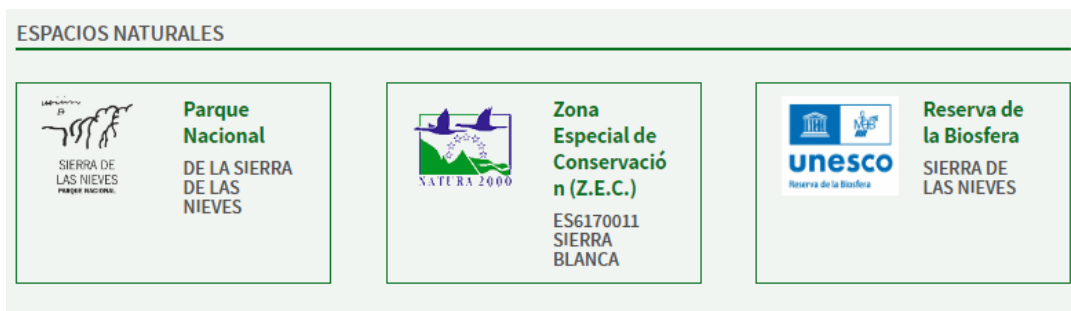 ESPACIOS NATURALES
SIERRA DE
LAS NIEVES
PARQUE NACIONAL
Parque
Nacional
DE LA SIERRA
DE LAS
NIEVES
NATURA 2000
Zona
Especial de
Conservació
n (Z.E.C.)
ES6170011
SIERRA
BLANCA
unesco
Reserva de la Biosfera
Reserva de
la Biosfera
SIERRA DE
LAS NIEVES